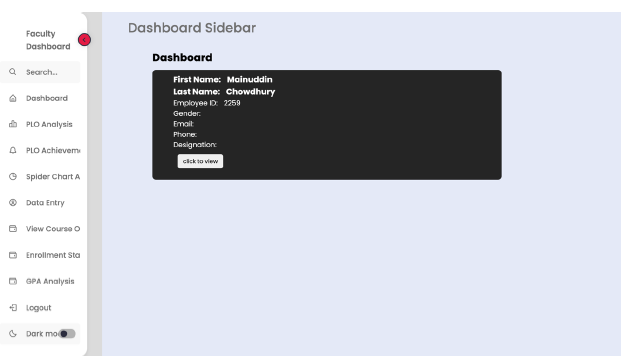 Faculty
Dashboard
Search...
Dashboard
PLO Analysis
PLO Achievem
Spider Chart A
Data Entry
View Course O
Enrollment Sta
GPA Analysis
Logout
Dark mo
Dashboard Sidebar
Dashboard
First Name: Mainuddin
Last Name: Chowdhury
Employee ID: 2259
Gender:
Email:
Phone:
Designation:
click to view